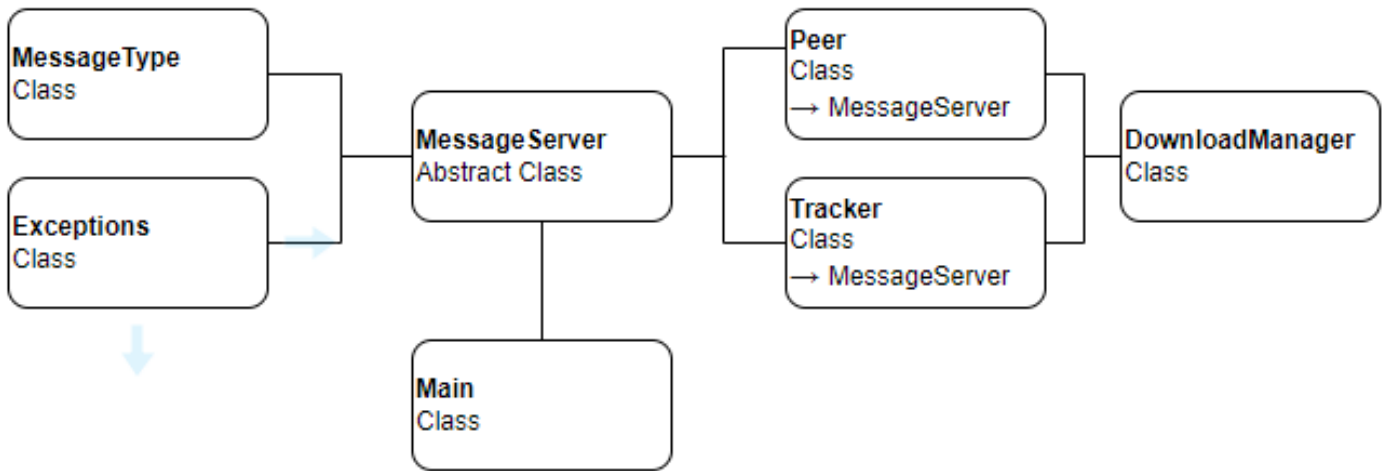 MessageType
Class
Exceptions
Class
MessageServer
Abstract Class
Main
Class
Peer
Class
→ MessageServer
Tracker
Class
→ MessageServer
DownloadManager
Class